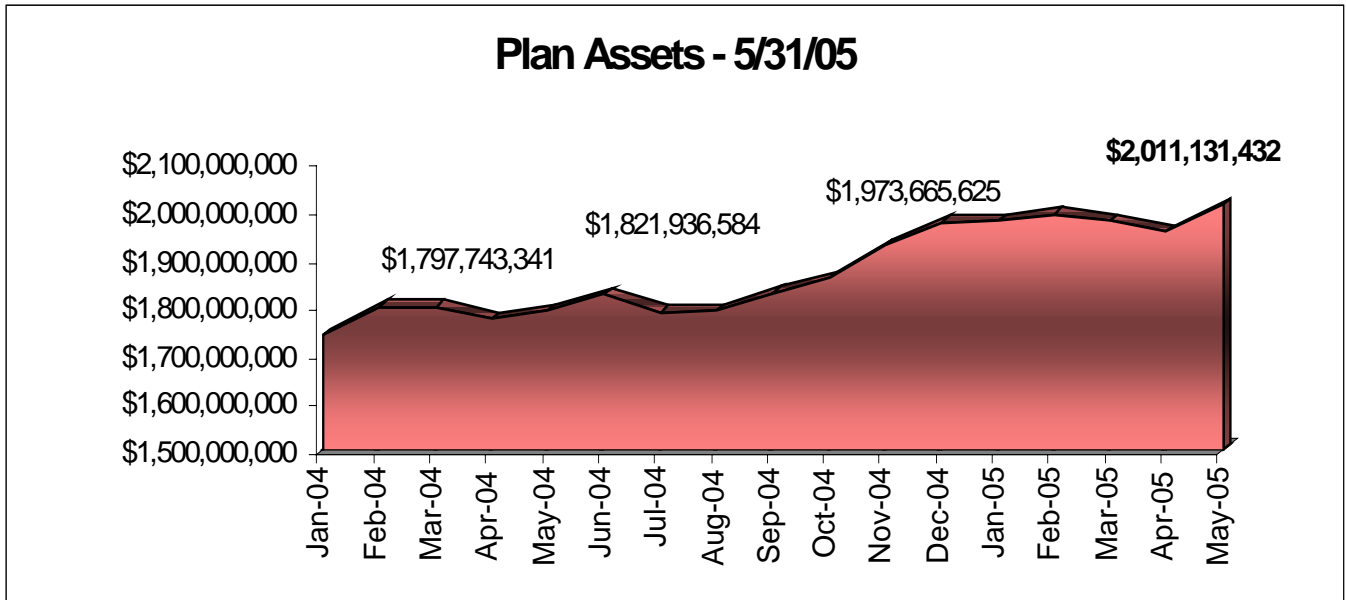 Plan Assets - 5/31/05
$2,100,000,000
$2,000,000,000
$1,900,000,000
$1,800,000,000
$1,700,000,000
$1,600,000,000
$1,500,000,000
$1,797,743,341
$1,821,936,584
$1,973,665,625
$2,011,131,432
Jan-04
Feb-04
Mar-04
Apr-04
May-04
Jun-04
Jul-04
Aug-04
Sep-04
Oct-04
Nov-04
Dec-04
Jan-05
Feb-05
Mar-05
Apr-05
May-05